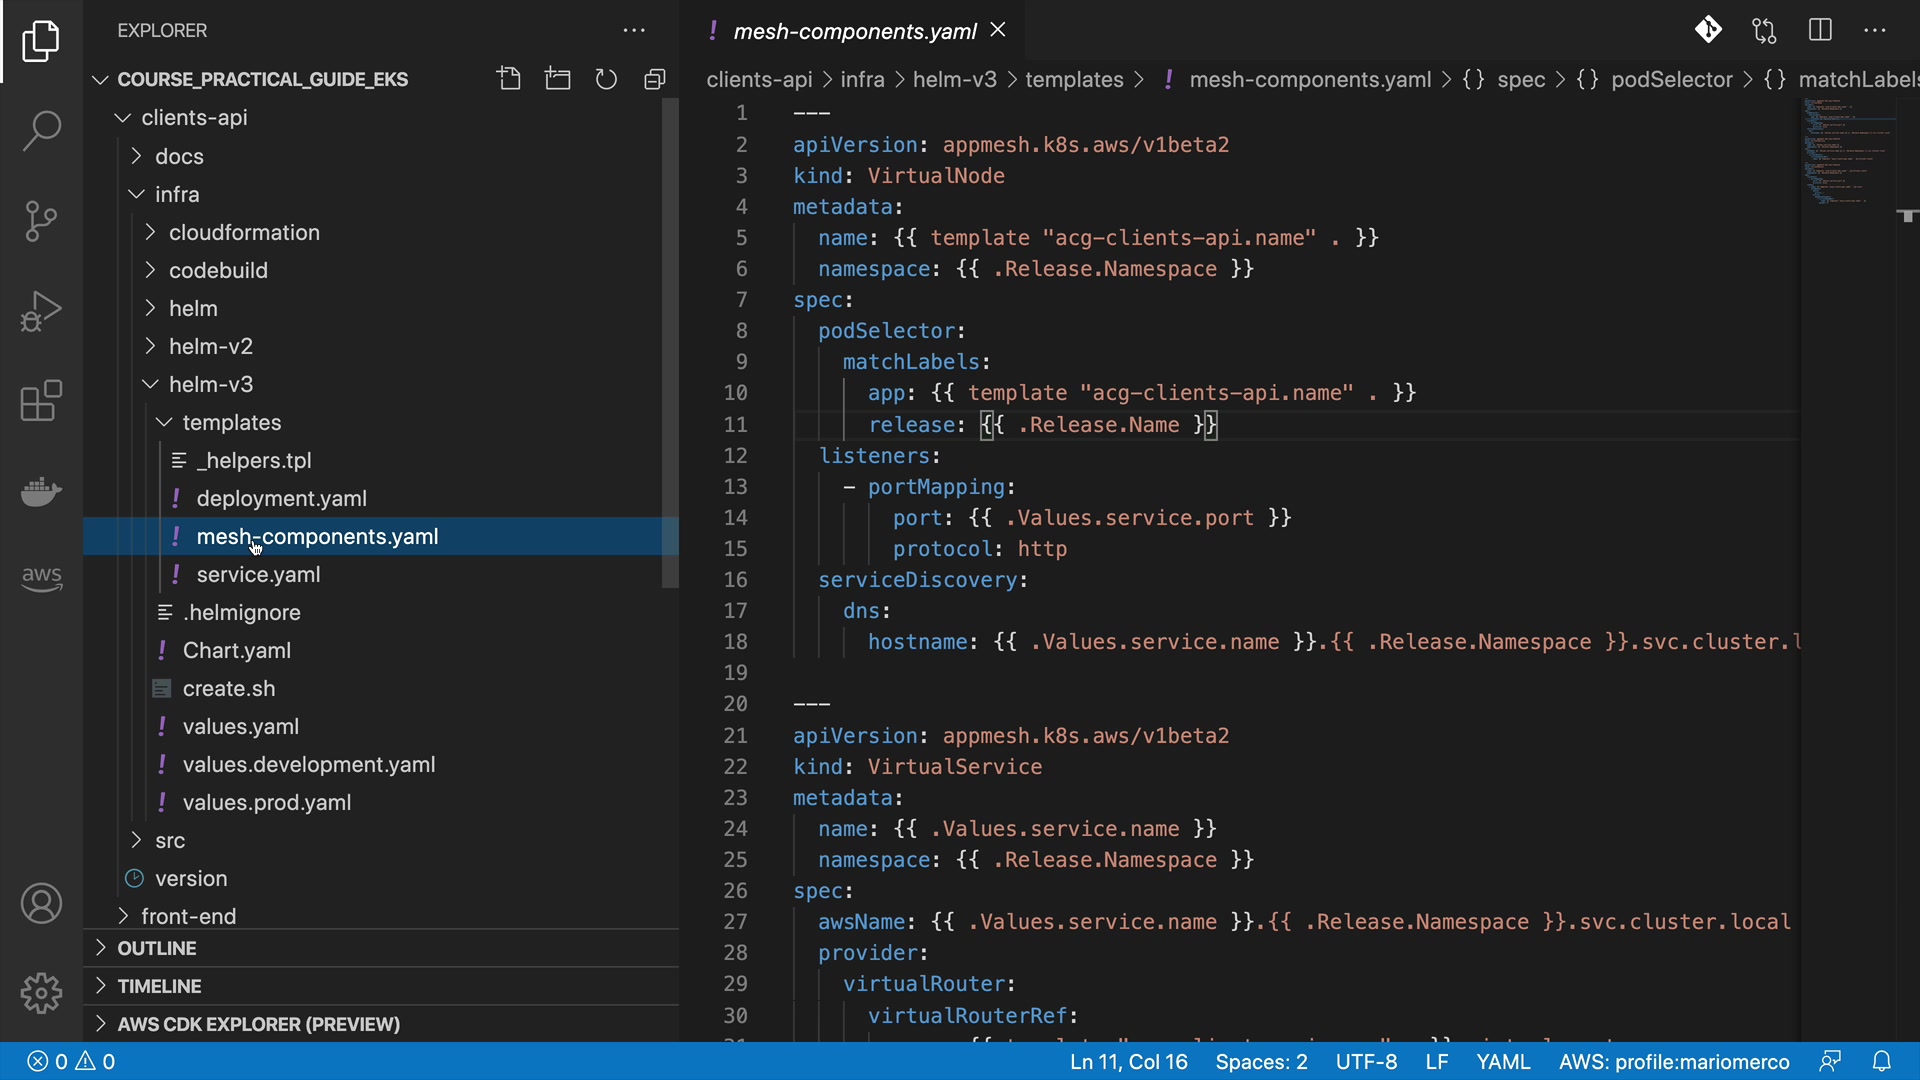 EXPLORER
COURSE_PRACTICAL_GUIDE_EKS
clients-api
docs
infra
cloudformation
codebuild
helm
helm-v2
helm-v3
templates
_helpers.tpl
! deployment.yaml
! mesh-components.yaml
! service.yaml
.helmignore
! Chart.yaml
create.sh
! values.yaml
! values.development.yaml
! values.prod.yaml
src
version
front-end
OUTLINE
TIMELINE
AWS CDK EXPLORER (PREVIEW)
aws
! mesh-components.yaml
clients-api > infra > helm-v3 > templates > ! mesh-components.yaml > {} spec > {} podSelector > {} matchLabels
1 ---
2 apiVersion: appmesh.k8s.aws/v1beta2
3 kind: VirtualNode
4 metadata:
5 name: {{ template "acg-clients-api.name" . }}
6 namespace: {{ .Release.Namespace }}
7 spec:
8 podSelector:
9 matchLabels:
10 app: {{ template "acg-clients-api.name" . }}
11 release: {{ .Release.Name }}
12 listeners:
13 - portMapping:
14 port: {{ .Values.service.port }}
15 protocol: http
16 serviceDiscovery:
17 dns:
18 hostname: {{ .Values.service.name }}.{{ .Release.Namespace }}.svc.cluster.l
19
20 ---
21 apiVersion: appmesh.k8s.aws/v1beta2
22 kind: VirtualService
23 metadata:
24 name: {{ .Values.service.name }}
25 namespace: {{ .Release.Namespace }}
26 spec:
27 awsName: {{ .Values.service.name }}.{{ .Release.Namespace }}.svc.cluster.local
28 provider:
29 virtualRouter:
30 virtualRouterRef:
0 0
Ln 11, Col 16 Spaces: 2 UTF-8 LF YAML AWS: profile:mariomerco